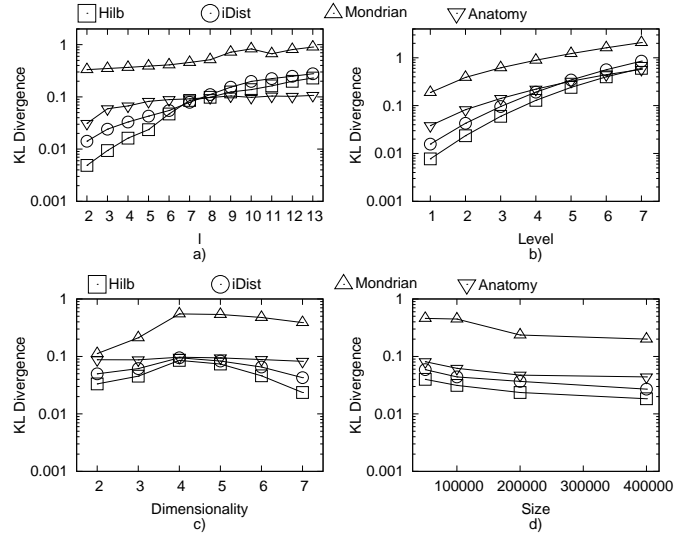 Hilb iDist Mondrian Anatomy
KL Divergence
1
0.1
0.01
0.001
2 3 4 5 6 7 8 9 10 11 12 13
l
a)
KL Divergence
1
0.1
0.01
0.001
1 2 3 4 5 6 7
Level
b)
Hilb iDist Mondrian Anatomy
KL Divergence
1
0.1
0.01
0.001
2 3 4 5 6 7
Dimensionality
c)
KL Divergence
1
0.1
0.01
0.001
100000 200000 300000 400000
Size
d)